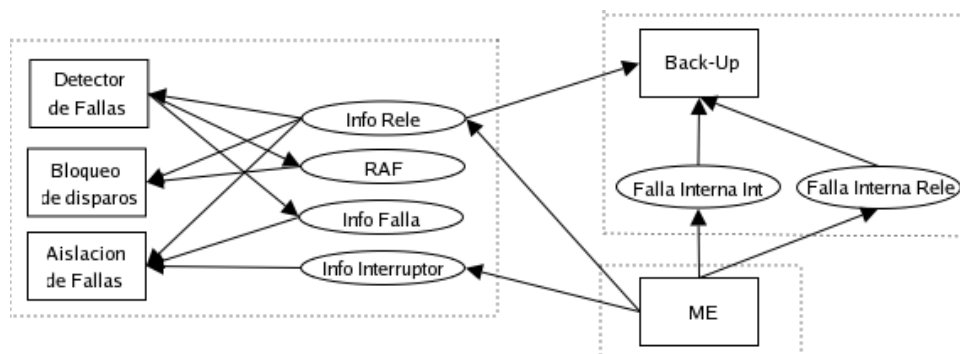 Detector
de Fallas
Bloqueo
de disparos
Aislacion
de Fallas
Info Rele
RAF
Info Falla
Info Interruptor
Back-Up
Falla Interna Int
Falla Interna Rele
ME